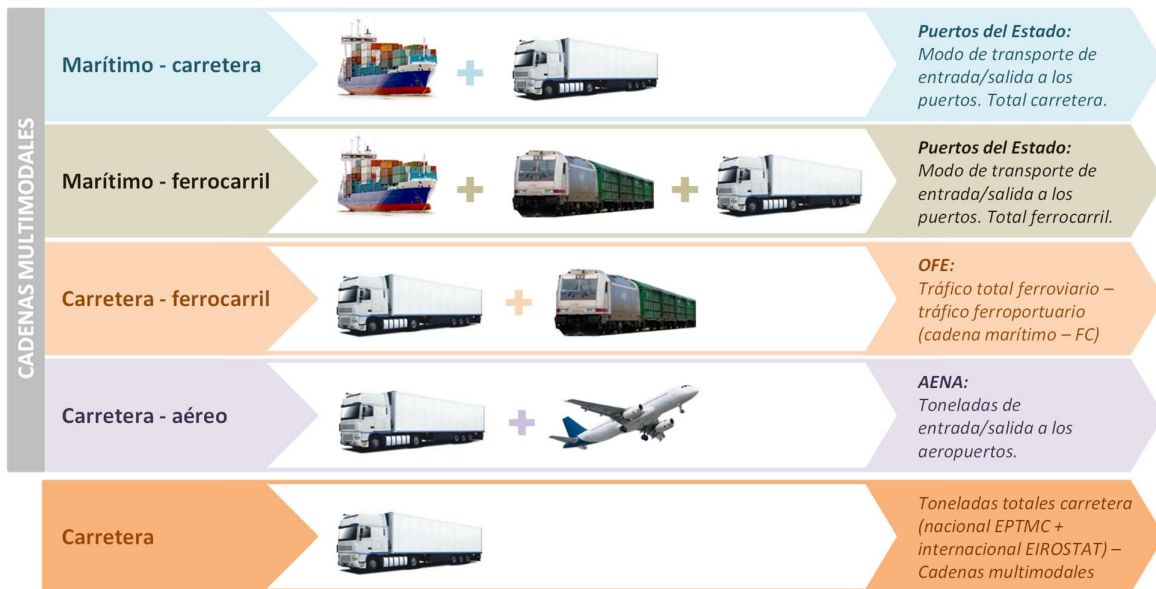 CADENAS MULTIMODALES
Marítimo - carretera
Puertos del Estado:
Modo de transporte de
entrada/salida a los
puertos. Total carretera.
Marítimo - ferrocarril
Puertos del Estado:
Modo de transporte de
entrada/salida a los
puertos. Total ferrocarril.
Carretera - ferrocarril
OFE:
Tráfico total ferroviario –
tráfico ferroportuario
(cadena marítimo – FC)
Carretera - aéreo
AENA:
Toneladas de
entrada/salida a los
aeropuertos.
Carretera
Toneladas totales carretera
(nacional EPTMC +
internacional EIROSTAT) –
Cadenas multimodales